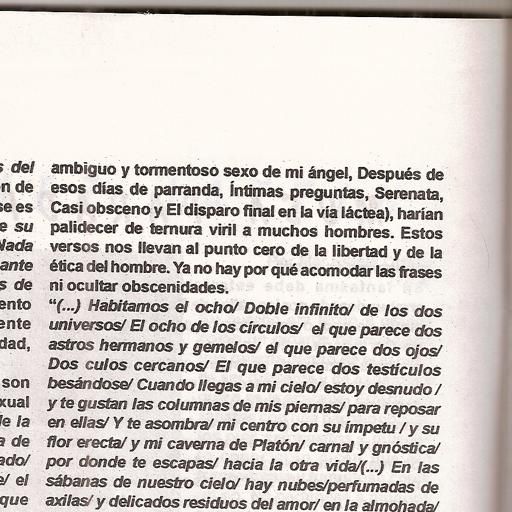 s del
n de
se es
e su
Nada
ante
s de
ento
ente
dad,
son
xual
le la
a de
ado/
e/ el
que
ambiguo y tormentoso sexo de mi ángel, Después de
esos días de parranda, Íntimas preguntas, Serenata,
Casi obsceno y El disparo final en la vía láctea), harían
palidecer de ternura viril a muchos hombres. Estos
versos nos llevan al punto cero de la libertad y de la
ética del hombre. Ya no hay por qué acomodar las frases
ni ocultar obscenidades.
“(...) Habitamos el ocho/ Doble infinito/ de los dos
universos/ El ocho de los círculos/ el que parece dos
astros hermanos y gemelos/ el que parece dos ojos/
Dos culos cercanos/ El que parece dos testículos
besándose/ Cuando llegas a mi cielo/ estoy desnudo /
y te gustan las columnas de mis piernas/ para reposar
en ellas/ Y te asombra/ mi centro con su ímpetu / y su
flor erecta/ y mi caverna de Platón/ carnal y gnóstica/
por donde te escapas/ hacia la otra vida/(...) En las
sábanas de nuestro cielo/ hay nubes/perfumadas de
axilas/ y delicados residuos del amor/ en la almohada/